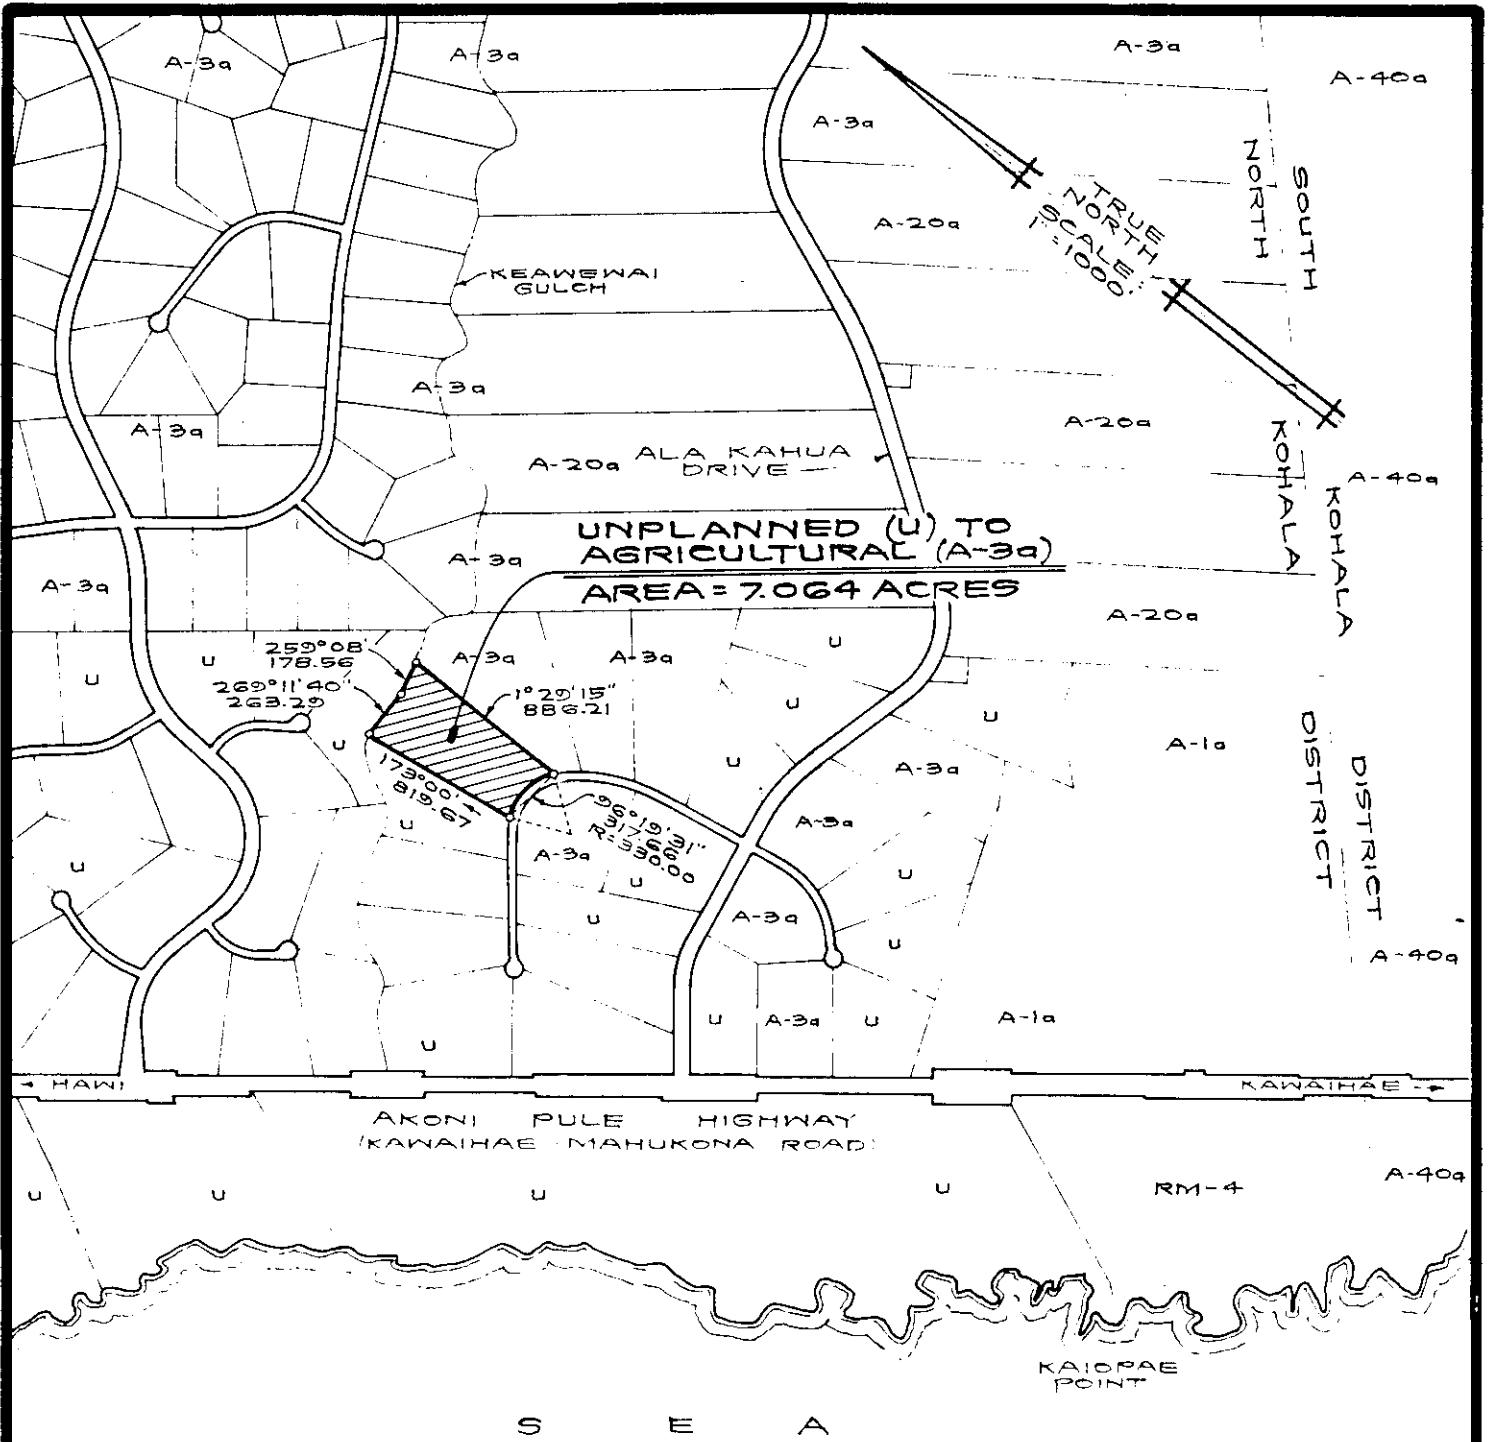 A-3a
A-3a
A-3a
A-40a
A-3a
NORTH
SOUTH
TRUE
NORTH
SCALE:
1"=1000'
A-20a
KEAWEWAI
GULCH
A-3a
A-3a
A-20a
ALA KAHUA
DRIVE
A-20a
KOHALA
KOHALA
A-40a
UNPLANNED (U) TO
AGRICULTURAL (A-3a)
AREA = 7.064 ACRES
A-3a
A-3a
A-20a
U
U
259°08'
178.56
269°11'40"
263.29
A-3a
A-3a
U
1°29'15"
886.21
U
U
U
U
A-3a
A-1a
DISTRICT
DISTRICT
173°00'
819.67
U
96°19'31"
317.66
R=330.00
A-3a
A-3a
U
U
U
U
A-3a
U
A-40a
U
U
A-3a
U
A-1a
HAWI
KAWAIHAE
AKONI PULE HIGHWAY
(KAWAIHAE MAHUKONA ROAD)
U
U
U
U
RM-4
A-40a
KAIOPAE
POINT
SEA